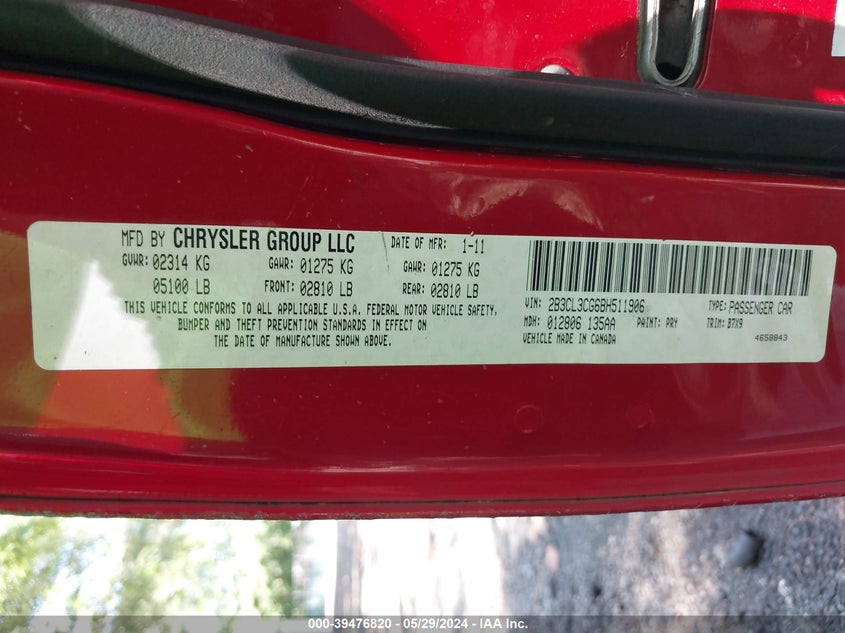 MFD BY CHRYSLER GROUP LLC DATE OF MFR: 1-11
GVWR: 02314 KG GAWR: 01275 KG GAWR: 01275 KG
05100 LB FRONT: 02810 LB REAR: 02810 LB
THIS VEHICLE CONFORMS TO ALL APPLICABLE U.S.A. FEDERAL MOTOR VEHICLE SAFETY,
BUMPER AND THEFT PREVENTION STANDARDS IN EFFECT ON
THE DATE OF MANUFACTURE SHOWN ABOVE.
VIN: 2B3CL3CG6BH511906 TYPE: PASSENGER CAR
MDH: 012806 135AA PAINT: PRY TRIM: B7X9
VEHICLE MADE IN CANADA 4658843
000-39476820 - 05/29/2024 - IAA Inc.